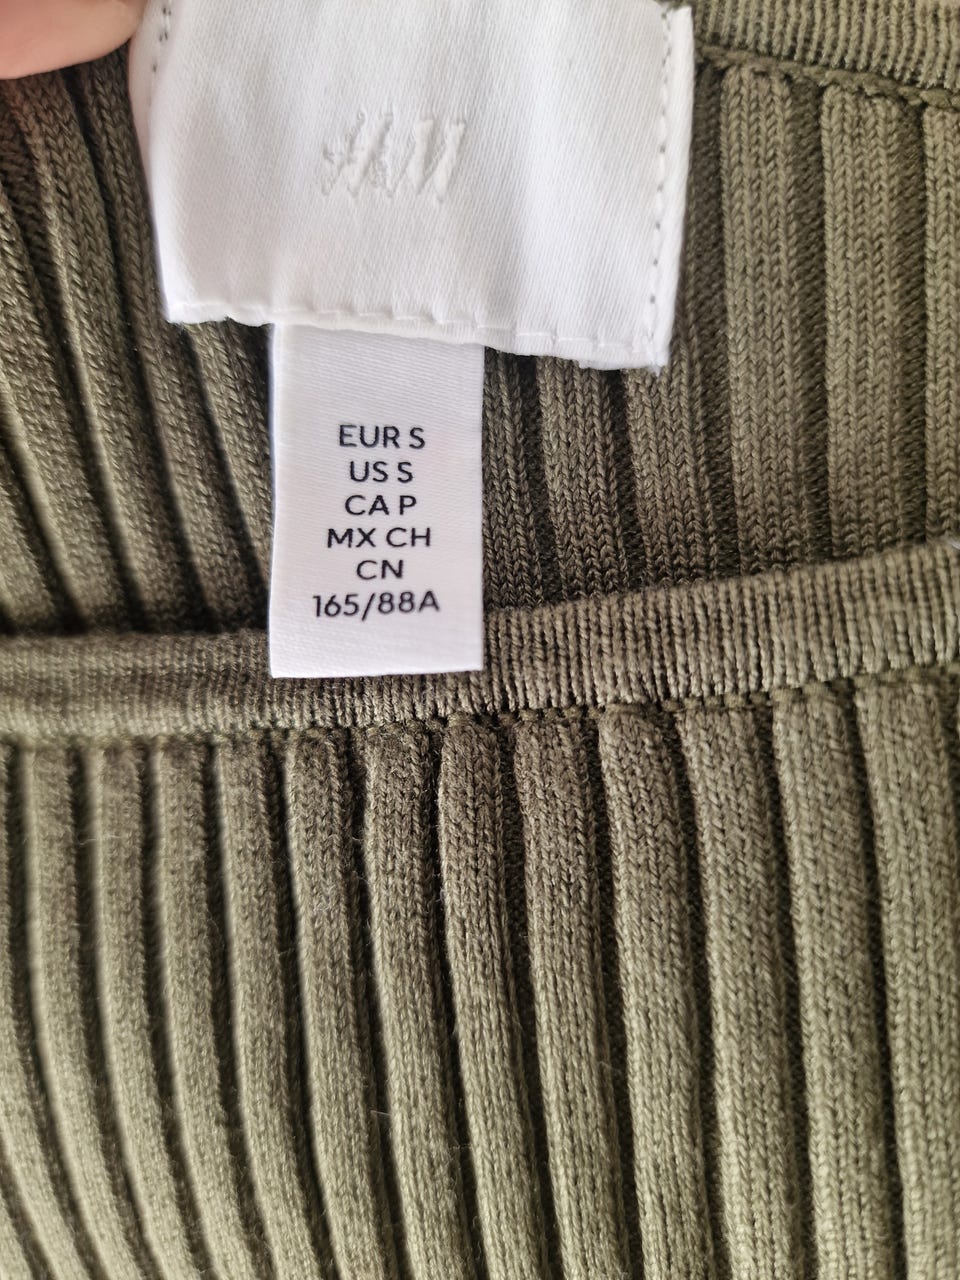 H&M
EUR S
US S
CA P
MX CH
CN
165/88A